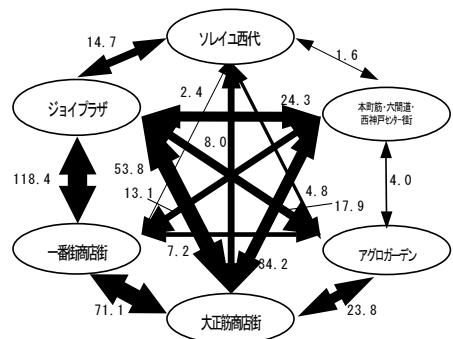 ソレイユ西代
14.7
1.6
2.4
24.3
ジョイプラザ
本町筋・六間道・
西神戸センター街
8.0
53.8
118.4
4.0
4.8
13.1
17.9
7.2
34.2
一番街商店街
アグロガーデン
71.1
大正筋商店街
23.8